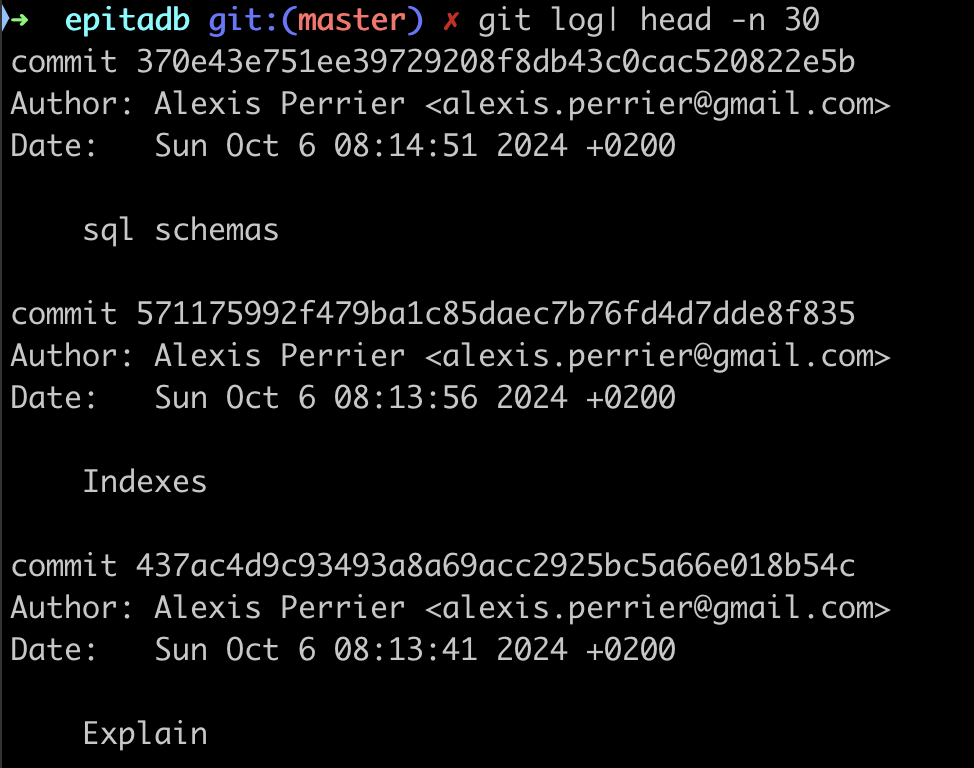 ➜  epitadb git:(master) ✗ git log| head -n 30
commit 370e43e751ee39729208f8db43c0cac520822e5b
Author: Alexis Perrier <alexis.perrier@gmail.com>
Date:   Sun Oct 6 08:14:51 2024 +0200
sql schemas
commit 571175992f479ba1c85daec7b76fd4d7dde8f835
Author: Alexis Perrier <alexis.perrier@gmail.com>
Date:   Sun Oct 6 08:13:56 2024 +0200
Indexes
commit 437ac4d9c93493a8a69acc2925bc5a66e018b54c
Author: Alexis Perrier <alexis.perrier@gmail.com>
Date:   Sun Oct 6 08:13:41 2024 +0200
Explain